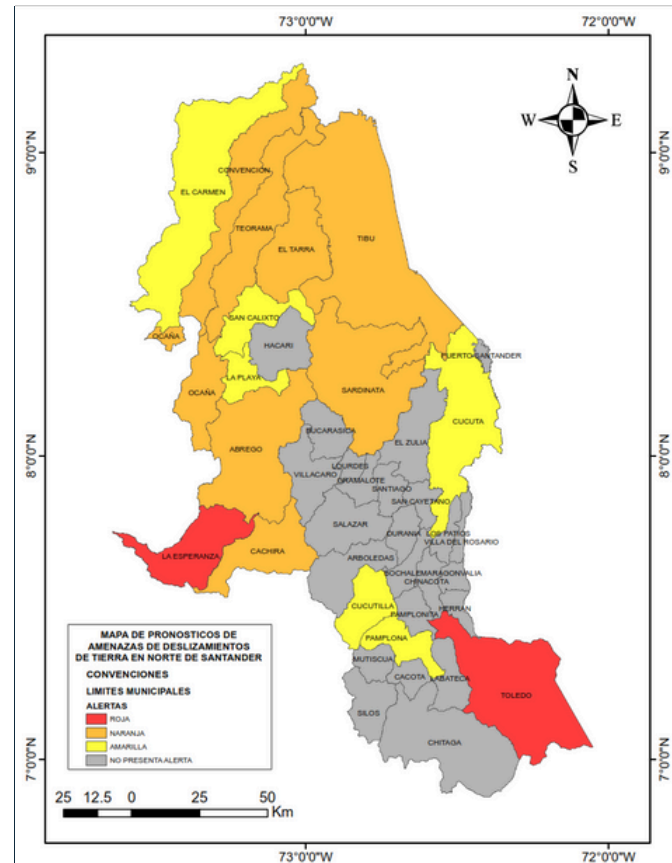 73°0'0"W
72°0'0"W
N
W
E
S
9°0'0"N
9°0'0"N
CONVENCIÓN
EL CARMEN
TEORAMA
TIBU
EL TARRA
SAN CALIXTO
OCAÑA
HACARI
PUERTO SANTANDER
LA PLAYA
OCAÑA
SARDINATA
CUCUTA
BUCARASICA
ABREGO
EL ZULIA
8°0'0"N
8°0'0"N
LOURDES
VILLACARO
GRAMALOTE
SANTIAGO
SAN CAYETANO
SALAZAR
DURANIA
LOS PATIOS
VILLA DEL ROSARIO
LA ESPERANZA
CACHIRA
ARBOLEDAS
BOCHALEMA
RAGONVALIA
CHINACOTA
CUCUTILLA
PAMPLONITA
HERRAN
PAMPLONA
MUTISCUA
CACOTA
LABATECA
TOLEDO
SILOS
CHITAGA
MAPA DE PRONOSTICOS DE
AMENAZAS DE DESLIZAMIENTOS
DE TIERRA EN NORTE DE SANTANDER
CONVENCIONES
LIMITES MUNICIPALES
ALERTAS
ROJA
NARANJA
AMARILLA
NO PRESENTA ALERTA
7°0'0"N
7°0'0"N
25 12.5 0 25 50
Km
73°0'0"W
72°0'0"W